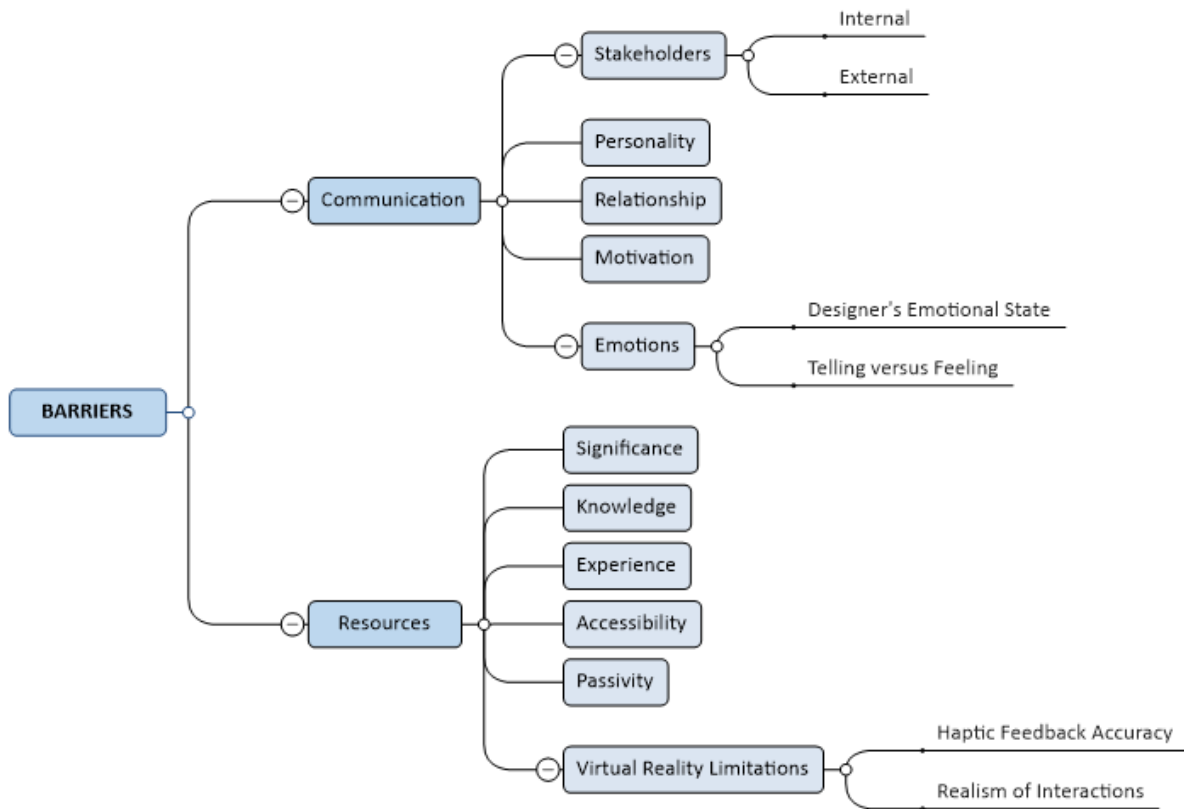 BARRIERS
Communication
Stakeholders
Internal
External
Personality
Relationship
Motivation
Emotions
Designer's Emotional State
Telling versus Feeling
Resources
Significance
Knowledge
Experience
Accessibility
Passivity
Virtual Reality Limitations
Haptic Feedback Accuracy
Realism of Interactions